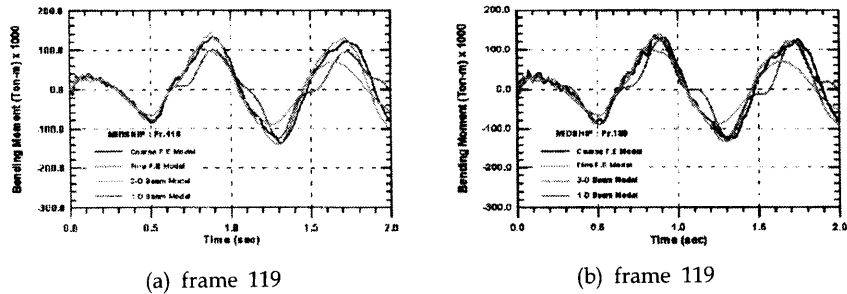 200.0
100.0
0.0
-100.0
-200.0
-300.0
Bending Moment (Ton-m) x 1000
MIDSHIP :
Coarse F.E Model
Fine F.E Model
3-D Beam Model
1-D Beam Model
0.0 0.5 1.0 1.5 2.0
Time (sec)
(a) frame 119
200.0
100.0
0.0
-100.0
-200.0
-300.0
Bending Moment (Ton-m) x 1000
MIDSHIP :
Coarse F.E Model
Fine F.E Model
3-D Beam Model
1-D Beam Model
0.0 0.5 1.0 1.5 2.0
Time (sec)
(b) frame 119